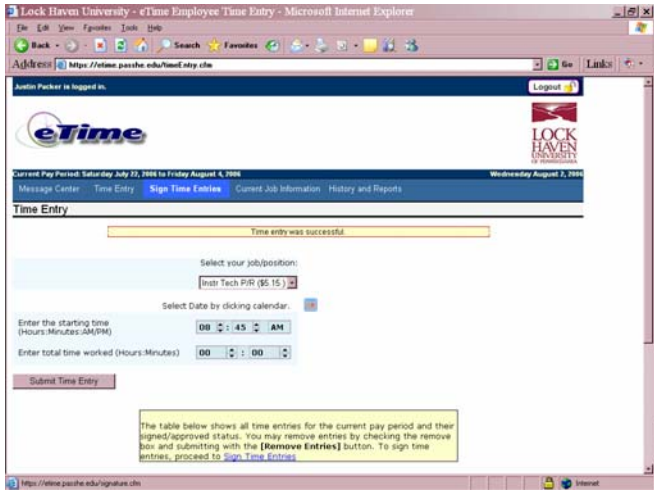 Lock Haven University - eTime Employee Time Entry - Microsoft Internet Explorer
File Edit View Favorites Tools Help
Back Search Favorites
Address https://etime.passhe.edu/timeEntry.cfm Go Links
Justin Packer is logged in. Logout
eTime
LOCK
HAVEN
UNIVERSITY
OF PENNSYLVANIA
Current Pay Period: Saturday July 22, 2006 to Friday August 4, 2006 Wednesday August 2, 2006
Message Center Time Entry Sign Time Entries Current Job Information History and Reports
Time Entry
Time entry was successful.
Select your job/position:
Instr Tech P/R ($5.15 )
Select Date by clicking calendar.
Enter the starting time
(Hours:Minutes:AM/PM) 08 : 45 AM
Enter total time worked (Hours:Minutes) 00 : 00
Submit Time Entry
The table below shows all time entries for the current pay period and their
signed/approved status. You may remove entries by checking the remove
box and submitting with the [Remove Entries] button. To sign time
entries, proceed to Sign Time Entries
https://etime.passhe.edu/signature.cfm Internet